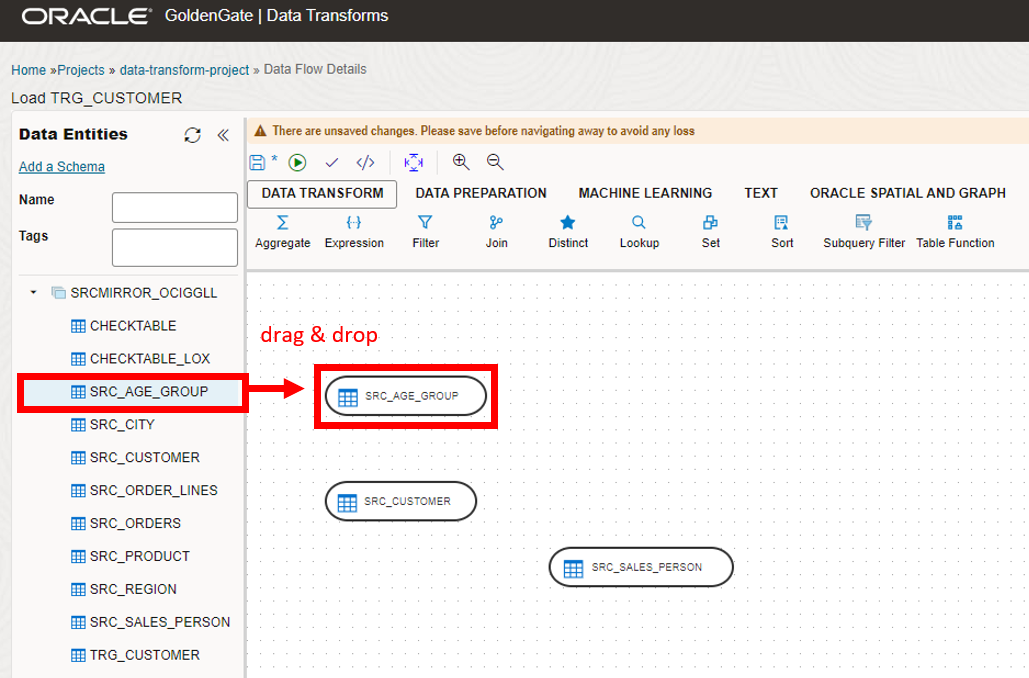 ORACLE® GoldenGate | Data Transforms
Home »Projects » data-transform-project » Data Flow Details
Load TRG_CUSTOMER
Data Entities
Add a Schema
Name
Tags
SRCMIRROR_OCIGGLL
CHECKTABLE
CHECKTABLE_LOX
SRC_AGE_GROUP
SRC_CITY
SRC_CUSTOMER
SRC_ORDER_LINES
SRC_ORDERS
SRC_PRODUCT
SRC_REGION
SRC_SALES_PERSON
TRG_CUSTOMER
There are unsaved changes. Please save before navigating away to avoid any loss
*
DATA TRANSFORM DATA PREPARATION MACHINE LEARNING TEXT ORACLE SPATIAL AND GRAPH
Aggregate Expression Filter Join Distinct Lookup Set Sort Subquery Filter Table Function
drag & drop
SRC_AGE_GROUP
SRC_CUSTOMER
SRC_SALES_PERSON